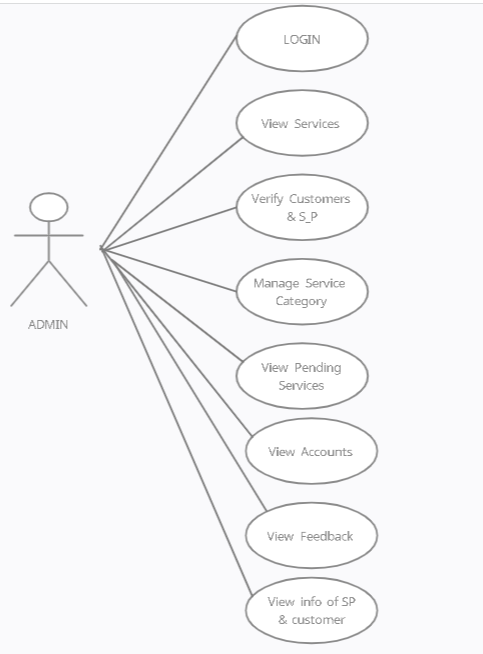 LOGIN
View Services
Verify Customers
& S_P
Manage Service
Category
View Pending
Services
ADMIN
View Accounts
View Feedback
View info of SP
& customer